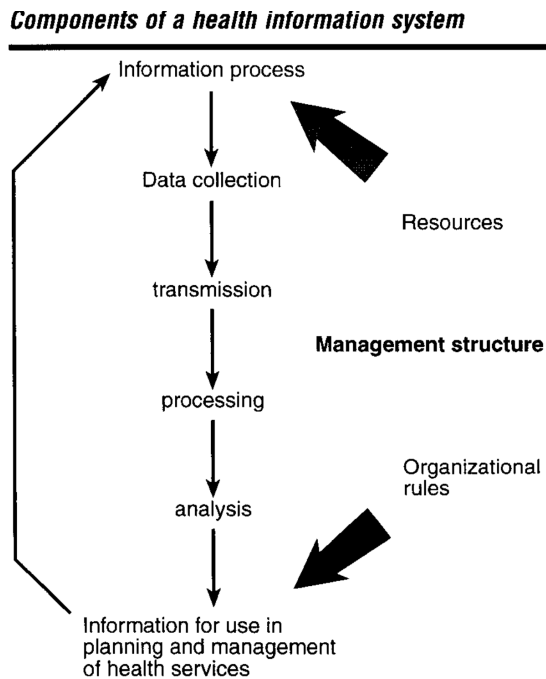 Components of a health information system
Information process
Data collection
Resources
transmission
Management structure
processing
Organizational
rules
analysis
Information for use in
planning and management
of health services